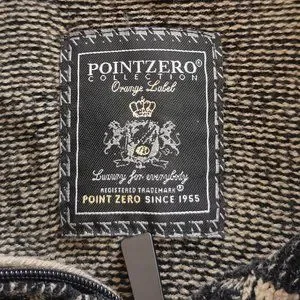 POINTZERO®
COLLECTION
Orange Label
Luxury for everybody
REGISTERED TRADEMARK®
POINT ZERO SINCE 1955